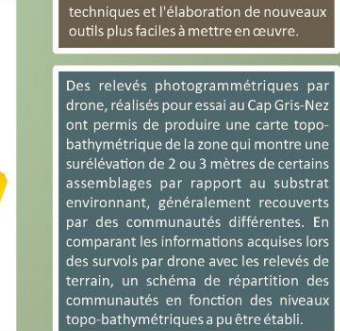 techniques et l'élaboration de nouveaux
outils plus faciles à mettre en œuvre.
Des relevés photogrammétriques par
drone, réalisés pour essai au Cap Gris-Nez
ont permis de produire une carte topo-
bathymétrique de la zone qui montre une
surélévation de 2 ou 3 mètres de certains
assemblages par rapport au substrat
environnant, généralement recouverts
par des communautés différentes. En
comparant les informations acquises lors
des survols par drone avec les relevés de
terrain, un schéma de répartition des
communautés en fonction des niveaux
topo-bathymétriques a pu être établi.